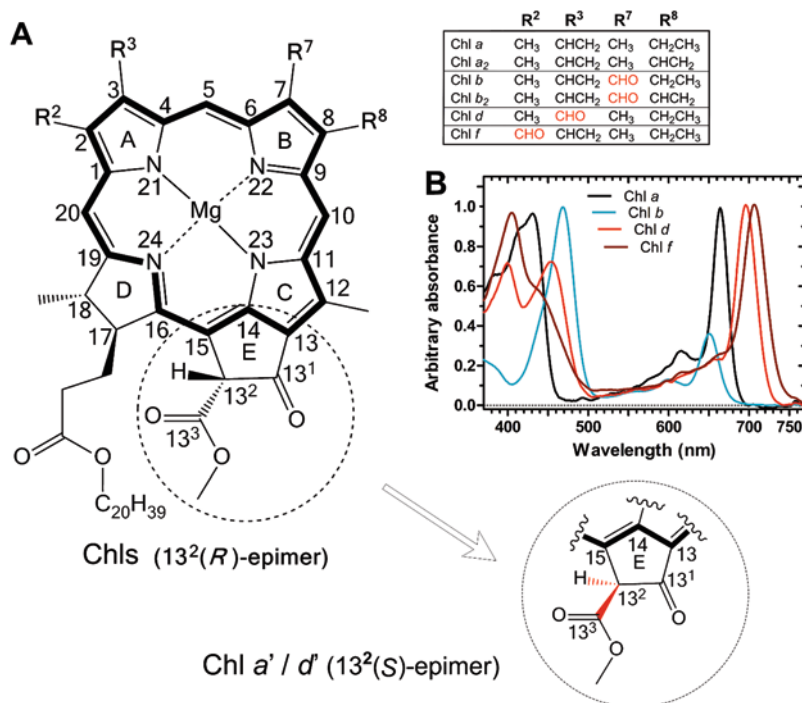 A
R² R³ R⁷ R⁸
Chl a CH₃ CHCH₂ CH₃ CH₂CH₃
Chl a₂ CH₃ CHCH₂ CH₃ CHCH₂
Chl b CH₃ CHCH₂ CHO CH₂CH₃
Chl b₂ CH₃ CHCH₂ CHO CHCH₂
Chl d CH₃ CHO CH₃ CH₂CH₃
Chl f CHO CHCH₂ CH₃ CH₂CH₃
R³ R⁷
3 5 7
R² 4 6 R⁸
2 A B 8
1 N N 9
21 22
20 Mg 10
24 23
19 N N 11
D C 12
18 16 14
17 15 E 13
H 13¹
13² O
O
13³
O
O
O
C₂₀H₃₉
Chls (13²(R)-epimer)
B
Chl a
Chl b
Chl d
Chl f
Arbitrary absorbance
1.0
0.8
0.6
0.4
0.2
0.0
400 500 600 700 750
Wavelength (nm)
14
15 E 13
H 13¹
13² O
O
13³
O
Chl a' / d' (13²(S)-epimer)